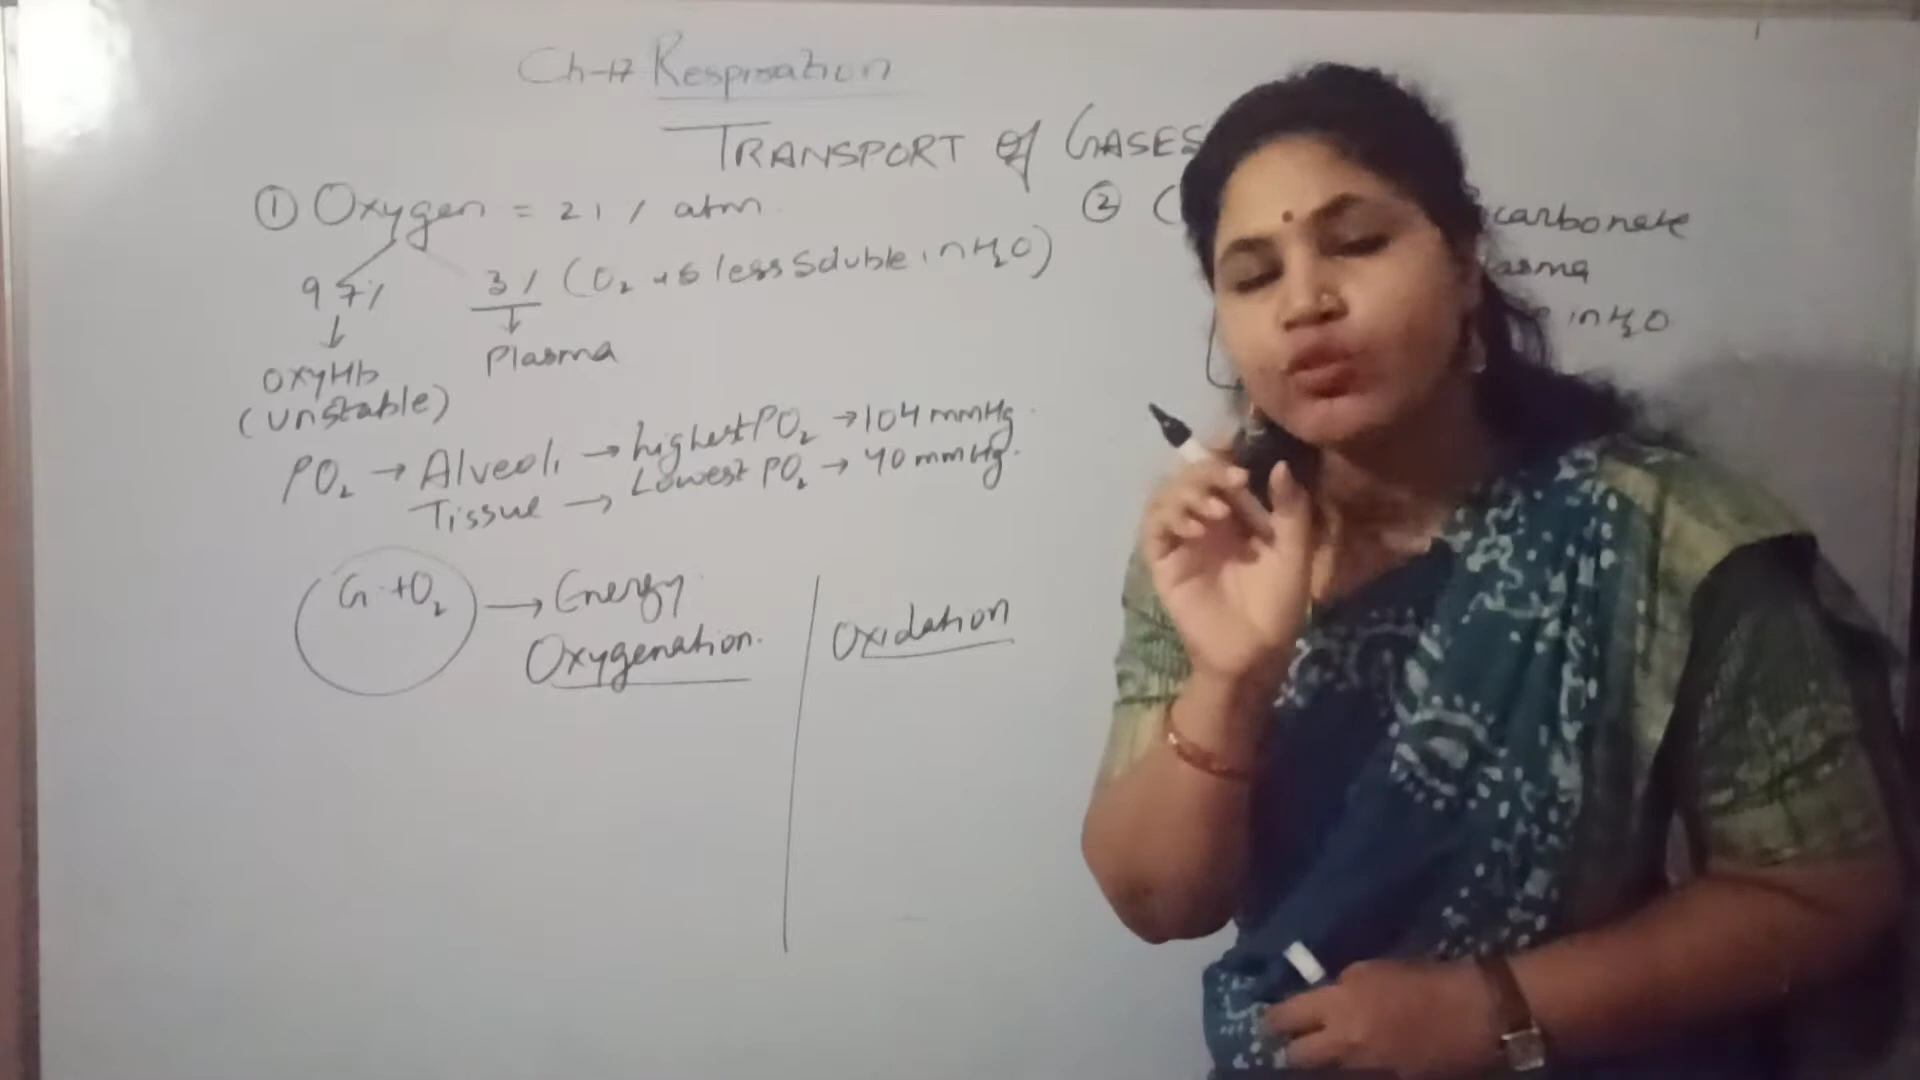 Ch-17 Respiration
TRANSPORT of GASES
① Oxygen = 21 % atm
② (
carbonate
97%
3% (O₂ is less soluble in H₂O)
asma
in H₂O
↓
↓
OxyHb
Plasma
(unstable)
PO₂ → Alveoli → highest PO₂ → 104 mmHg.
Tissue → Lowest PO₂ → 40 mmHg.
G + O₂ → Energy
Oxygenation.
Oxidation